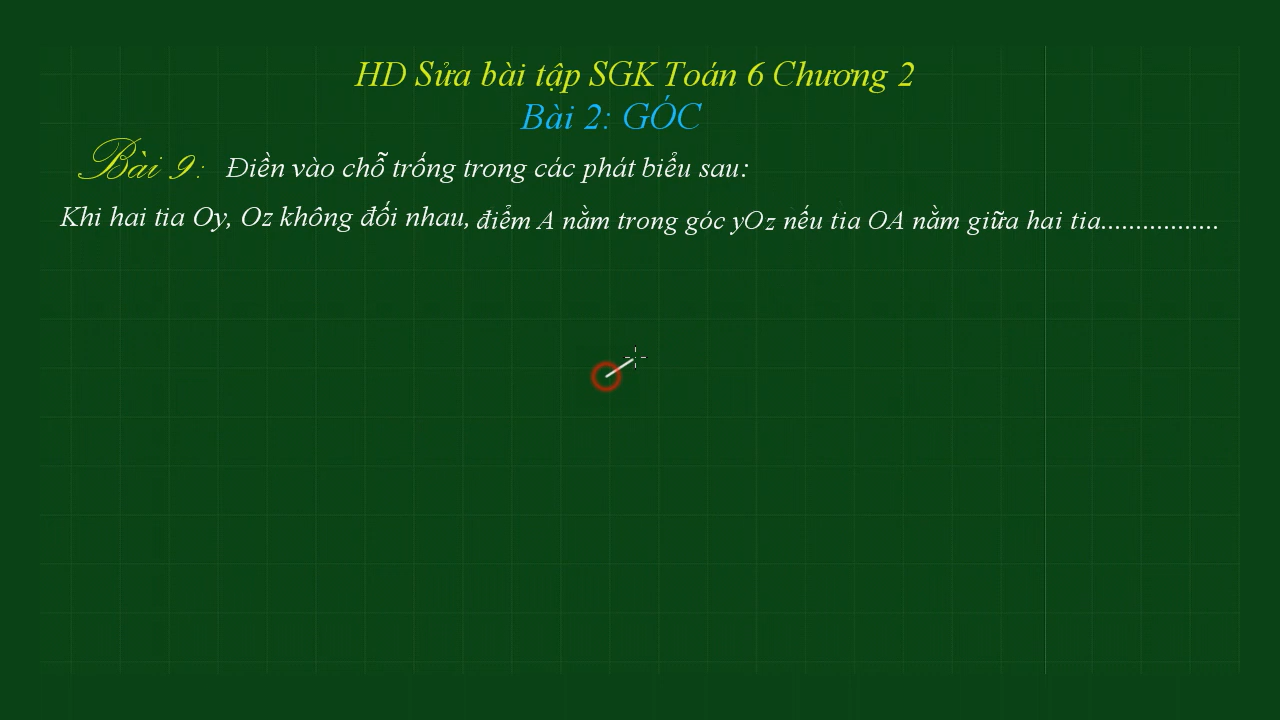 HD Sửa bài tập SGK Toán 6 Chương 2
Bài 2: GÓC
Bài 9: Điền vào chỗ trống trong các phát biểu sau:
Khi hai tia Oy, Oz không đối nhau, điểm A nằm trong góc yOz nếu tia OA nằm giữa hai tia.................